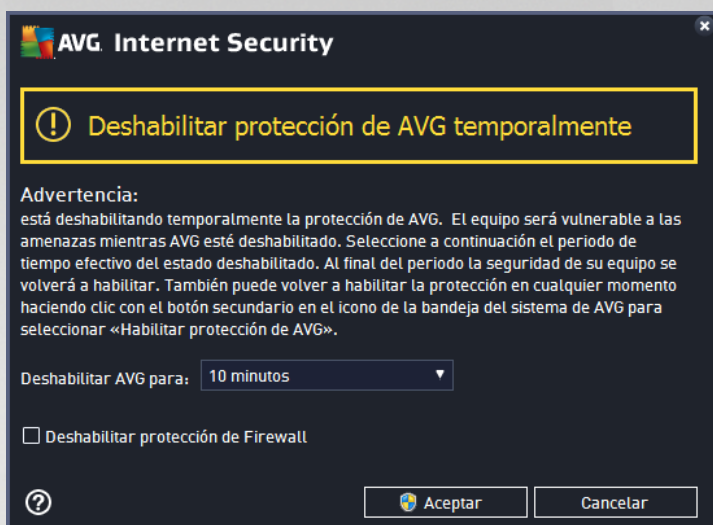 AVG. Internet Security
Deshabilitar protección de AVG temporalmente
Advertencia:
está deshabilitando temporalmente la protección de AVG. El equipo será vulnerable a las
amenazas mientras AVG esté deshabilitado. Seleccione a continuación el periodo de
tiempo efectivo del estado deshabilitado. Al final del periodo la seguridad de su equipo se
volverá a habilitar. También puede volver a habilitar la protección en cualquier momento
haciendo clic con el botón secundario en el icono de la bandeja del sistema de AVG para
seleccionar «Habilitar protección de AVG».
Deshabilitar AVG para: 10 minutos
Deshabilitar protección de Firewall
Aceptar Cancelar